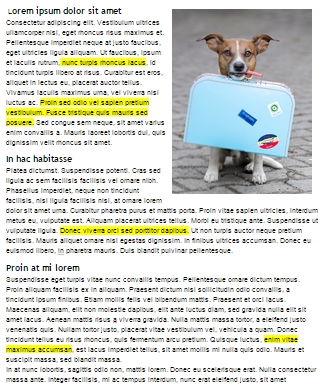 Lorem ipsum dolor sit amet
Consectetur adipiscing elit. Vestibulum ultrices
ullamcorper nisi, eget rhoncus risus maximus et.
Pellentesque imperdiet neque at justo faucibus,
eget ultricies ligula aliquam. Ut faucibus, ipsum
et iaculis rutrum, nunc turpis rhoncus lacus, id
tincidunt turpis libero at risus. Curabitur est eros,
aliquet in lectus eu, placerat auctor tellus.
Vivamus iaculis maximus urna, vel viverra nisi
luctus ac. Proin sed odio vel sapien pretium
vestibulum. Fusce tristique quis mauris sed
posuere. Sed congue sem neque, sit amet varius
enim convallis a. Mauris laoreet lobortis dui, quis
dignissim velit rhoncus sed.
In hac habitasse
Platea dictumst. Suspendisse potenti. Cras sed
ligula ac sem facilisis facilisis vel ornare nibh.
Phasellus imperdiet, neque non tincidunt
facilisis, nisl ligula facilisis nisl, at ornare lorem
dolor sit amet urna. Curabitur pharetra purus et mattis porta. Proin vitae sapien ultricies, interdum
metus eu, vulputate est. Aliquam placerat ultrices tellus. Morbi eu tristique ante. Suspendisse ut
vulputate ligula. Donec viverra orci sed porttitor dapibus. Ut non turpis auctor neque pretium
facilisis. Mauris aliquet ornare nisl egestas dignissim. In finibus ultrices accumsan. Donec eu
euismod libero, in pharetra mauris. Duis blandit pulvinar pellentesque.
Proin at mi lorem
Suspendisse eget turpis vitae nunc convallis tempus. Pellentesque ornare dictum tempus.
Proin aliquam facilisis ex in aliquam. Praesent dictum nisl sollicitudin odio convallis, a
tincidunt ipsum finibus. Etiam mollis felis vel bibendum mattis. Praesent et orci lacus.
Maecenas aliquam, elit non molestie dapibus, elit ante luctus diam, sed gravida nulla elit sit
amet lacus. Aenean mattis risus a viverra gravida. Nulla mattis massa tortor, a eleifend justo
venenatis quis. Nullam tortor justo, placerat vitae vestibulum vel, vehicula a quam. Donec
tincidunt tellus eu risus rhoncus, quis fermentum arcu pretium. Quisque luctus, enim vitae
maximus accumsan, est lacus imperdiet tellus, sit amet mollis mi nulla quis odio. Mauris et
suscipit massa, sed blandit massa.
In at nunc lobortis, sagittis odio non, mattis lorem. Donec eu scelerisque erat. Nulla consectetur
massa ante. Integer facilisis, mi ac tempus interdum, nunc erat eleifend justo, sit amet